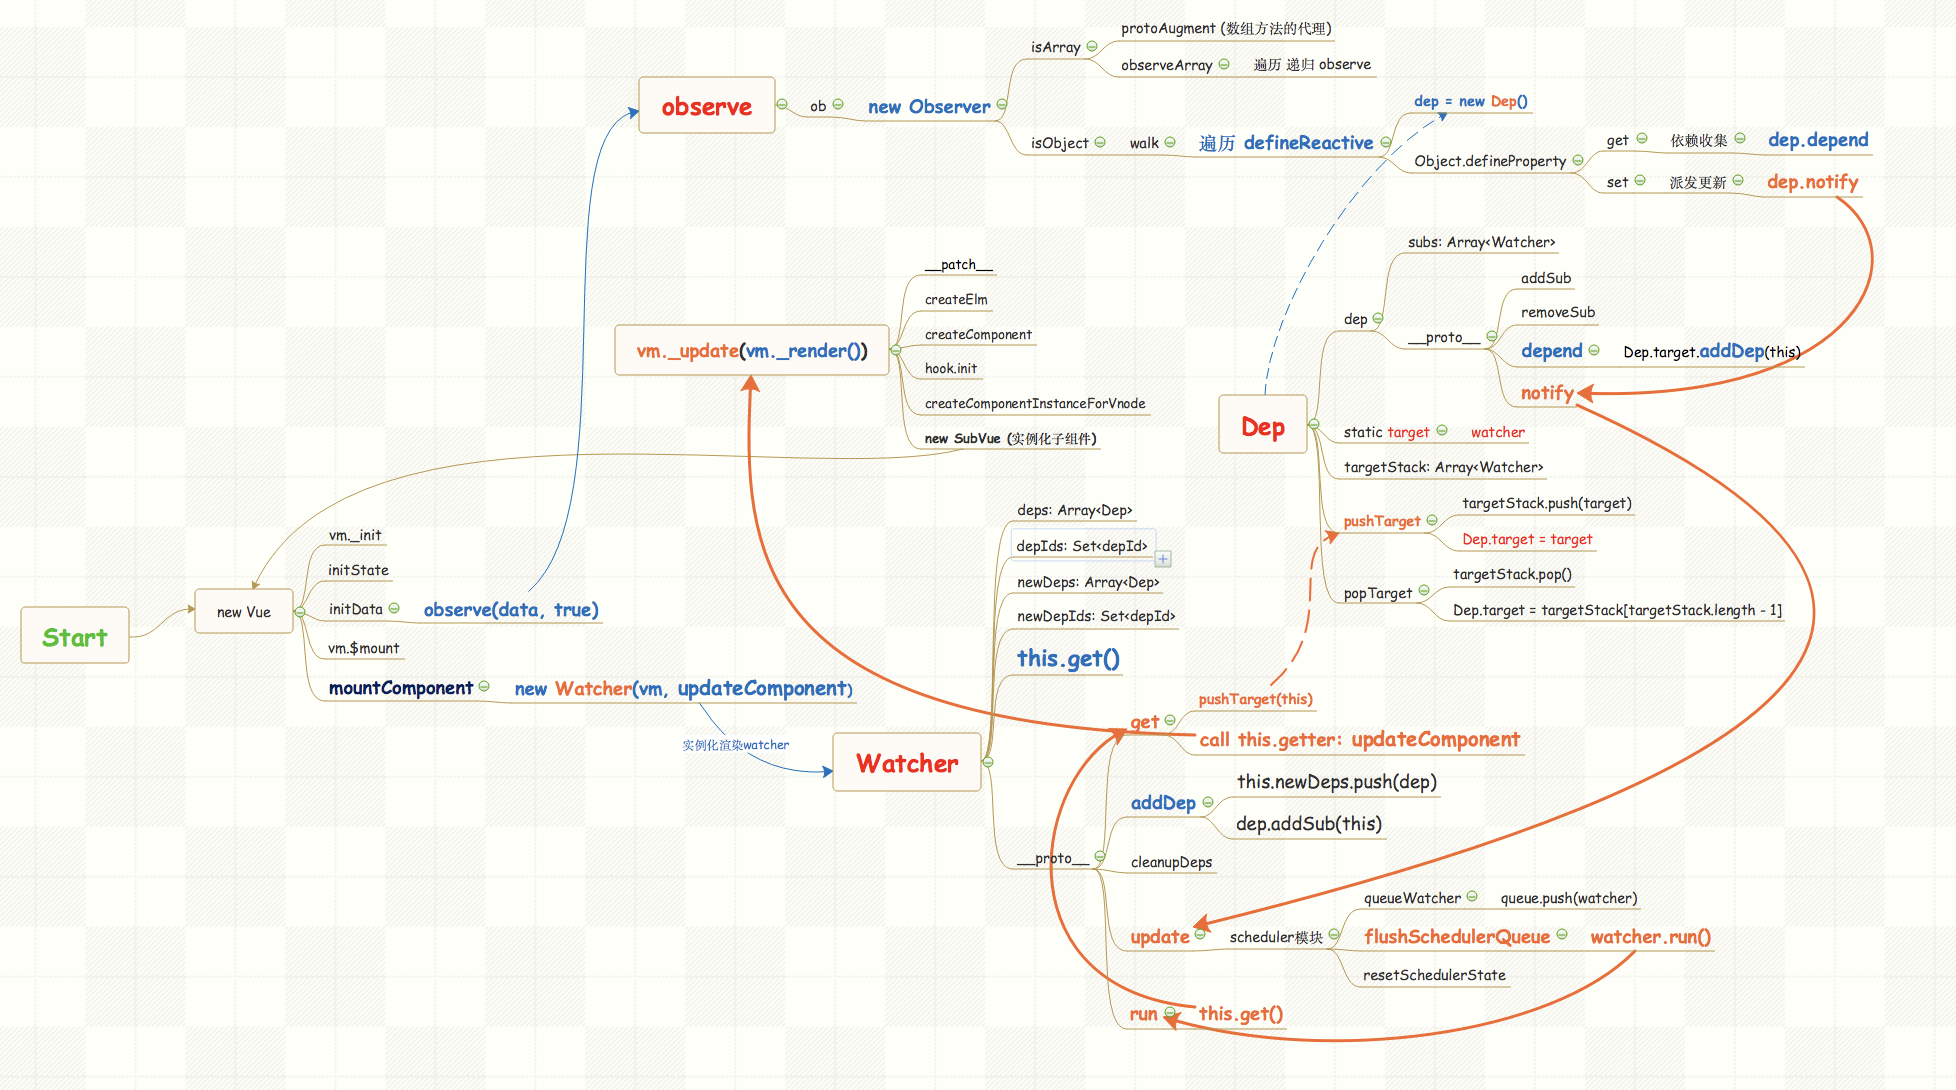 Start
new Vue
vm._init
initState
initData
observe(data, true)
vm.$mount
mountComponent
new Watcher(vm, updateComponent)
实例化渲染watcher
observe
ob
new Observer
isArray
protoAugment (数组方法的代理)
observeArray
遍历 递归 observe
isObject
walk
遍历 defineReactive
dep = new Dep()
Object.defineProperty
get
依赖收集
dep.depend
set
派发更新
dep.notify
vm._update(vm._render())
__patch__
createElm
createComponent
hook.init
createComponentInstanceForVnode
new SubVue (实例化子组件)
Dep
dep
subs: Array<Watcher>
__proto__
addSub
removeSub
depend
Dep.target.addDep(this)
notify
static target
watcher
targetStack: Array<Watcher>
pushTarget
targetStack.push(target)
Dep.target = target
popTarget
targetStack.pop()
Dep.target = targetStack[targetStack.length - 1]
Watcher
deps: Array<Dep>
depIds: Set<depId>
newDeps: Array<Dep>
newDepIds: Set<depId>
this.get()
__proto__
get
pushTarget(this)
call this.getter: updateComponent
addDep
this.newDeps.push(dep)
dep.addSub(this)
cleanupDeps
update
scheduler模块
queueWatcher
queue.push(watcher)
flushSchedulerQueue
watcher.run()
resetSchedulerState
run
this.get()